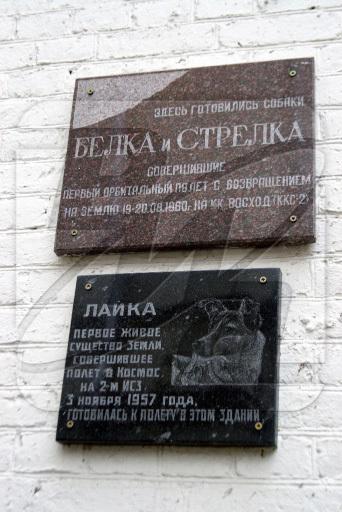 ЗДЕСЬ ГОТОВИЛИСЬ СОБАКИ
БЕЛКА и СТРЕЛКА
СОВЕРШИВШИЕ
ПЕРВЫЙ ОРБИТАЛЬНЫЙ ПОЛЕТ С ВОЗВРАЩЕНИЕМ
НА ЗЕМЛЮ 19-20.08.1960. НА КК ВОСХОД (ККС-2)
ЛАЙКА
ПЕРВОЕ ЖИВОЕ
СУЩЕСТВО ЗЕМЛИ,
СОВЕРШИВШЕЕ
ПОЛЕТ В КОСМОС
НА 2-М ИСЗ
3 НОЯБРЯ 1957 ГОДА,
ГОТОВИЛАСЬ К ПОЛЕТУ В ЭТОМ ЗДАНИИ.